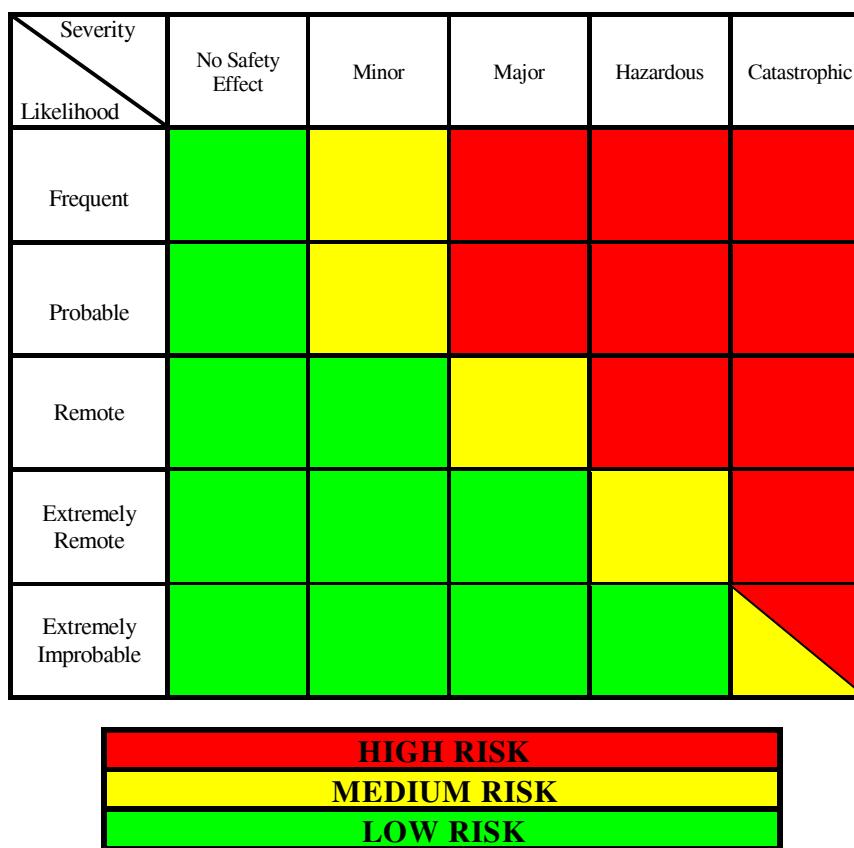 Severity
Likelihood
No Safety
Effect
Minor
Major
Hazardous
Catastrophic
Frequent
Probable
Remote
Extremely
Remote
Extremely
Improbable
HIGH RISK
MEDIUM RISK
LOW RISK